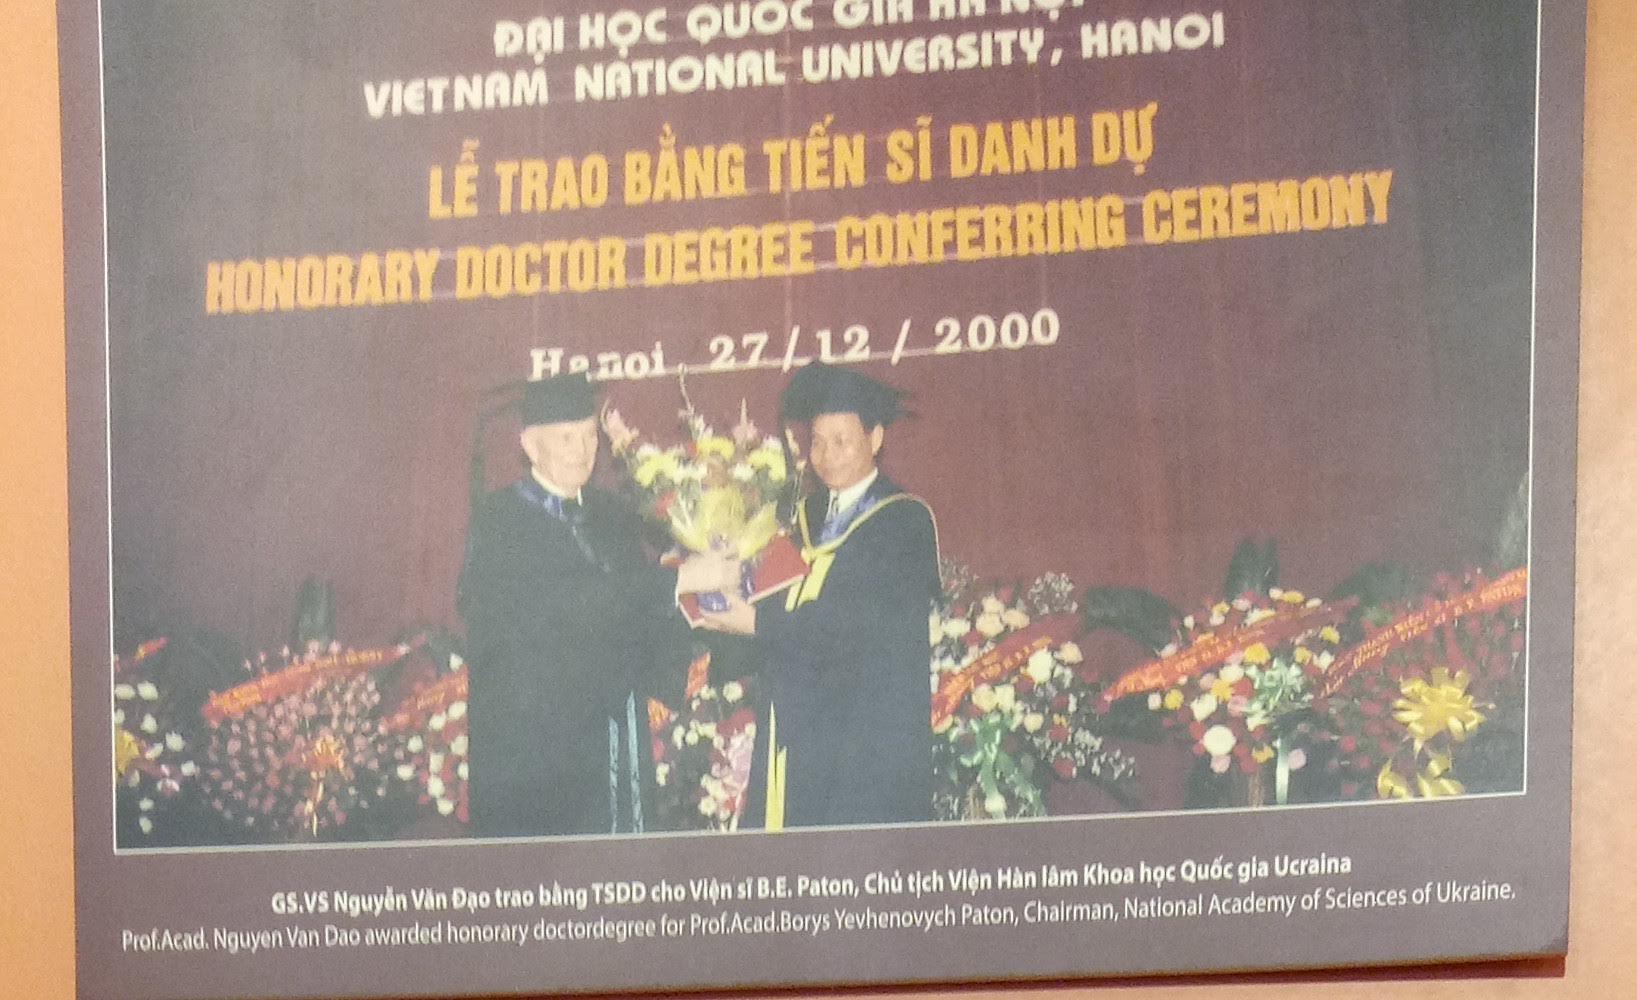 ĐẠI HỌC QUỐC GIA HÀ NỘI
VIETNAM NATIONAL UNIVERSITY, HANOI
LỄ TRAO BẰNG TIẾN SĨ DANH DỰ
HONORARY DOCTOR DEGREE CONFERRING CEREMONY
Hanoi, 27/12/2000
GS.VS Nguyễn Văn Đạo trao bằng TSDD cho Viện sĩ B.E. Paton, Chủ tịch Viện Hàn lâm Khoa học Quốc gia Ucraina
Prof.Acad. Nguyen Van Dao awarded honorary doctordegree for Prof.Acad.Borys Yevhenovych Paton, Chairman, National Academy of Sciences of Ukraine.